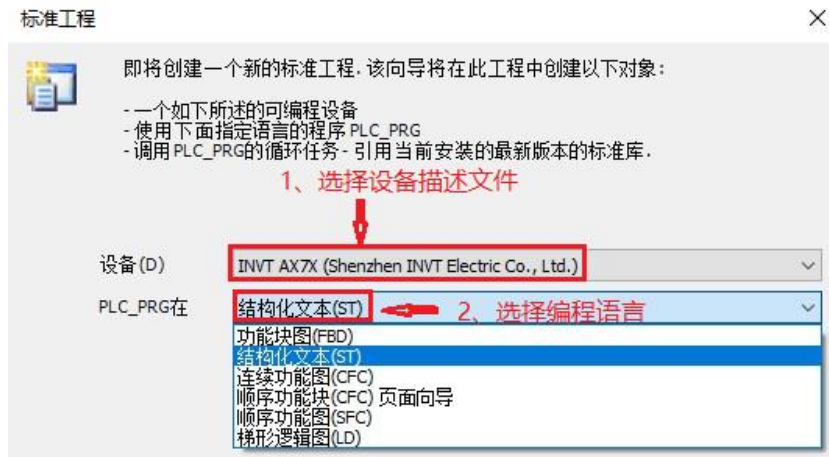 标准工程
即将创建一个新的标准工程.该向导将在此工程中创建以下对象:
-一个如下所述的可编程设备
-使用下面指定语言的程序PLC_PRG
-调用PLC_PRG的循环任务-引用当前安装的最新版本的标准库.
1、选择设备描述文件
设备(D) INVT AX7X (Shenzhen INVT Electric Co., Ltd.)
PLC_PRG在 结构化文本(ST) 2、选择编程语言
功能块图(FBD)
结构化文本(ST)
连续功能图(CFC)
顺序功能块(CFC) 页面向导
顺序功能图(SFC)
梯形逻辑图(LD)